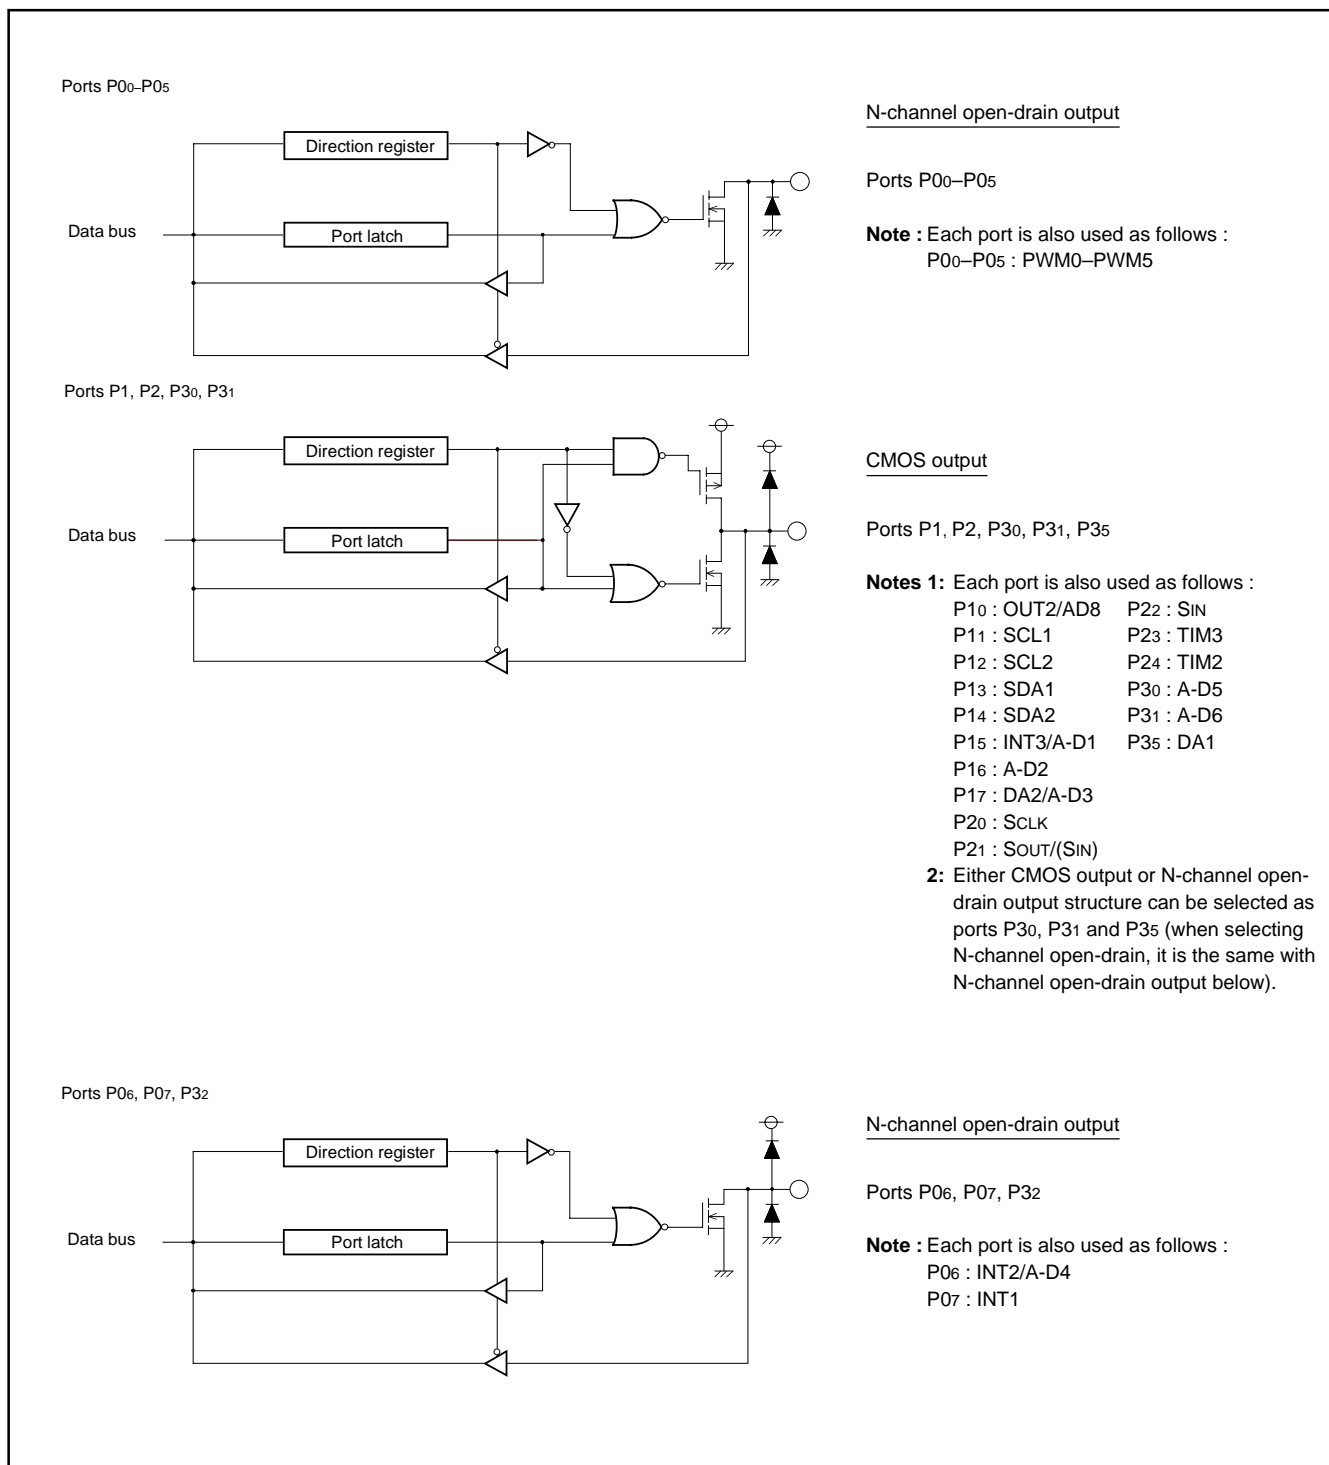 Ports P00–P05
Direction register
Data bus
Port latch
N-channel open-drain output
Ports P00–P05
Note : Each port is also used as follows :
P00–P05 : PWM0–PWM5
Ports P1, P2, P30, P31
Direction register
Data bus
Port latch
CMOS output
Ports P1, P2, P30, P31, P35
Notes 1: Each port is also used as follows :
P10 : OUT2/AD8 P22 : SIN
P11 : SCL1 P23 : TIM3
P12 : SCL2 P24 : TIM2
P13 : SDA1 P30 : A-D5
P14 : SDA2 P31 : A-D6
P15 : INT3/A-D1 P35 : DA1
P16 : A-D2
P17 : DA2/A-D3
P20 : SCLK
P21 : SOUT/(SIN)
2: Either CMOS output or N-channel open-
drain output structure can be selected as
ports P30, P31 and P35 (when selecting
N-channel open-drain, it is the same with
N-channel open-drain output below).
Ports P06, P07, P32
Direction register
Data bus
Port latch
N-channel open-drain output
Ports P06, P07, P32
Note : Each port is also used as follows :
P06 : INT2/A-D4
P07 : INT1